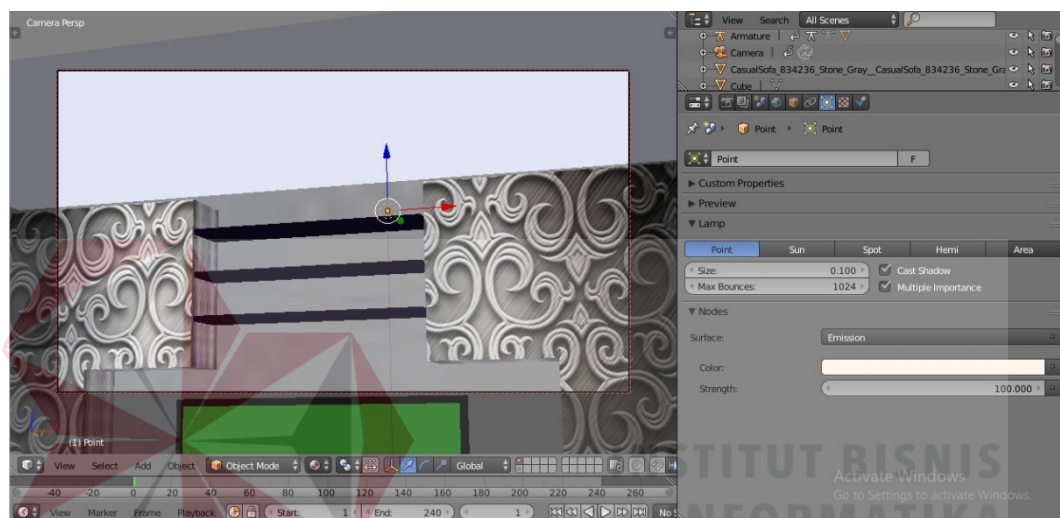 Camera Persp
(1) Point
View Select Add Object Object Mode Global
-40 -20 0 20 40 60 80 100 120 140 160 180 200 220 240 260
View Marker Frame Playback Start: 1 End: 240 1
View Search All Scenes
Armature
Camera
CasualSofa_834236_Stone_Gray__CasualSofa_834236_Stone_Gra
Cube
Point Point
Point F
Custom Properties
Preview
Lamp
Point Sun Spot Hemi Area
Size: 0.100 Cast Shadow
Max Bounces: 1024 Multiple Importance
Nodes
Surface: Emission
Color:
Strength: 100.000
INSTITUT BISNIS
Activate Windows
Go to Settings to activate Windows.